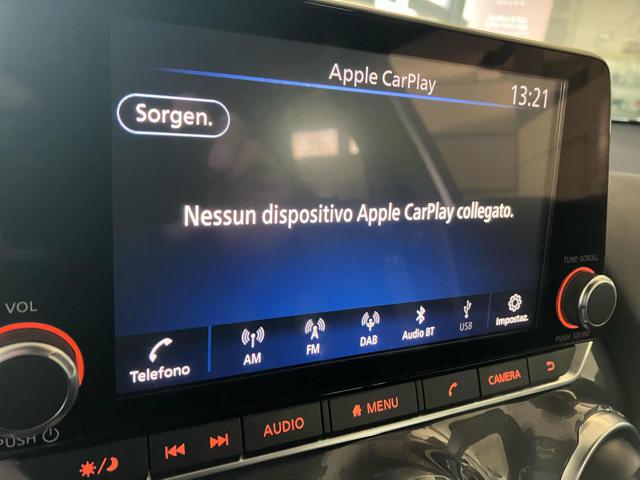 Apple CarPlay
13:21
Sorgen.
Nessun dispositivo Apple CarPlay collegato.
TUNE·SCROLL
VOL
Telefono
AM
FM
DAB
Audio BT
USB
Impostaz.
PUSH SOUND
PUSH
AUDIO
MENU
CAMERA